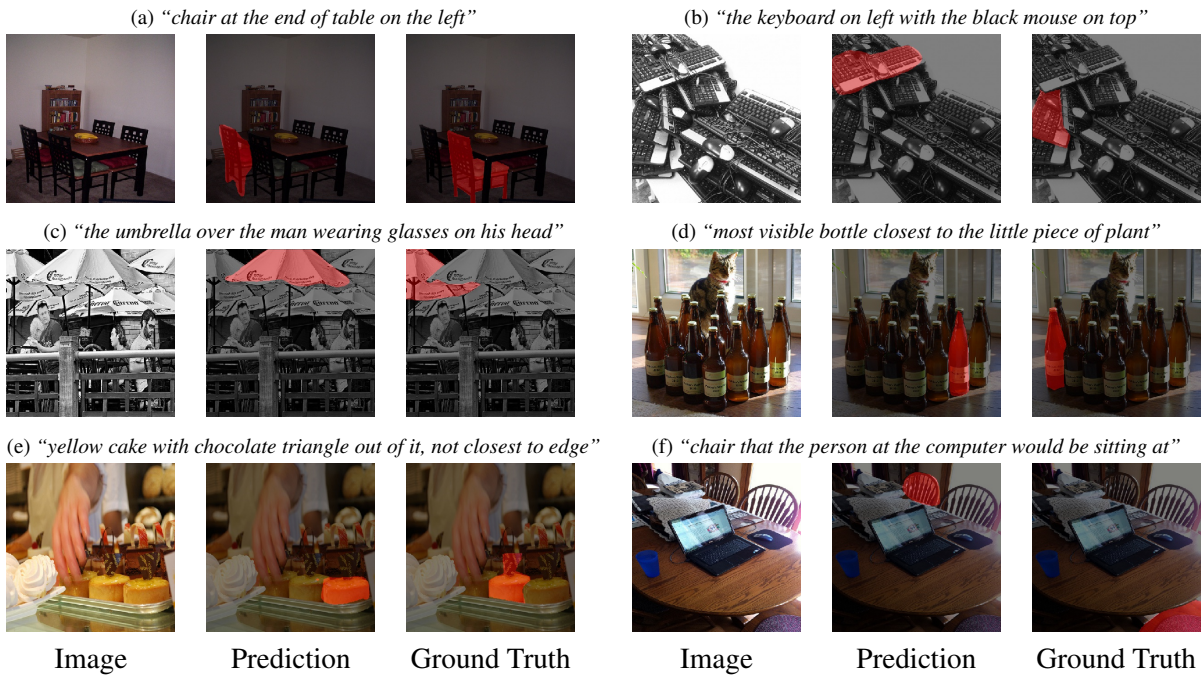 (a) “chair at the end of table on the left”
(b) “the keyboard on left with the black mouse on top”
(c) “the umbrella over the man wearing glasses on his head”
(d) “most visible bottle closest to the little piece of plant”
(e) “yellow cake with chocolate triangle out of it, not closest to edge”
(f) “chair that the person at the computer would be sitting at”
Image Prediction Ground Truth Image Prediction Ground Truth